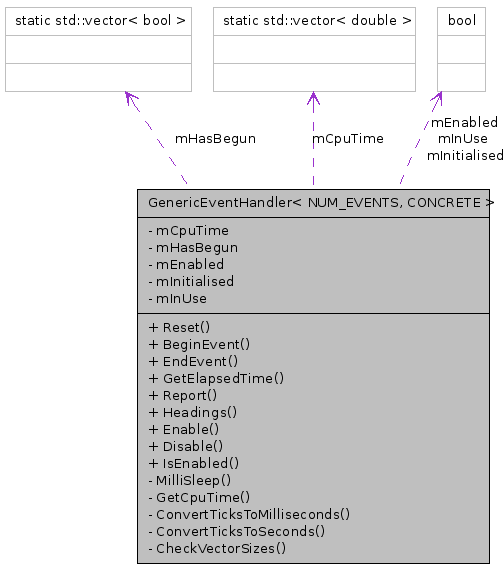 static std::vector< bool >
static std::vector< double >
bool
mHasBegun
mCpuTime
mEnabled
mInUse
mInitialised
GenericEventHandler< NUM_EVENTS, CONCRETE >
- mCpuTime
- mHasBegun
- mEnabled
- mInitialised
- mInUse
+ Reset()
+ BeginEvent()
+ EndEvent()
+ GetElapsedTime()
+ Report()
+ Headings()
+ Enable()
+ Disable()
+ IsEnabled()
- MilliSleep()
- GetCpuTime()
- ConvertTicksToMilliseconds()
- ConvertTicksToSeconds()
- CheckVectorSizes()